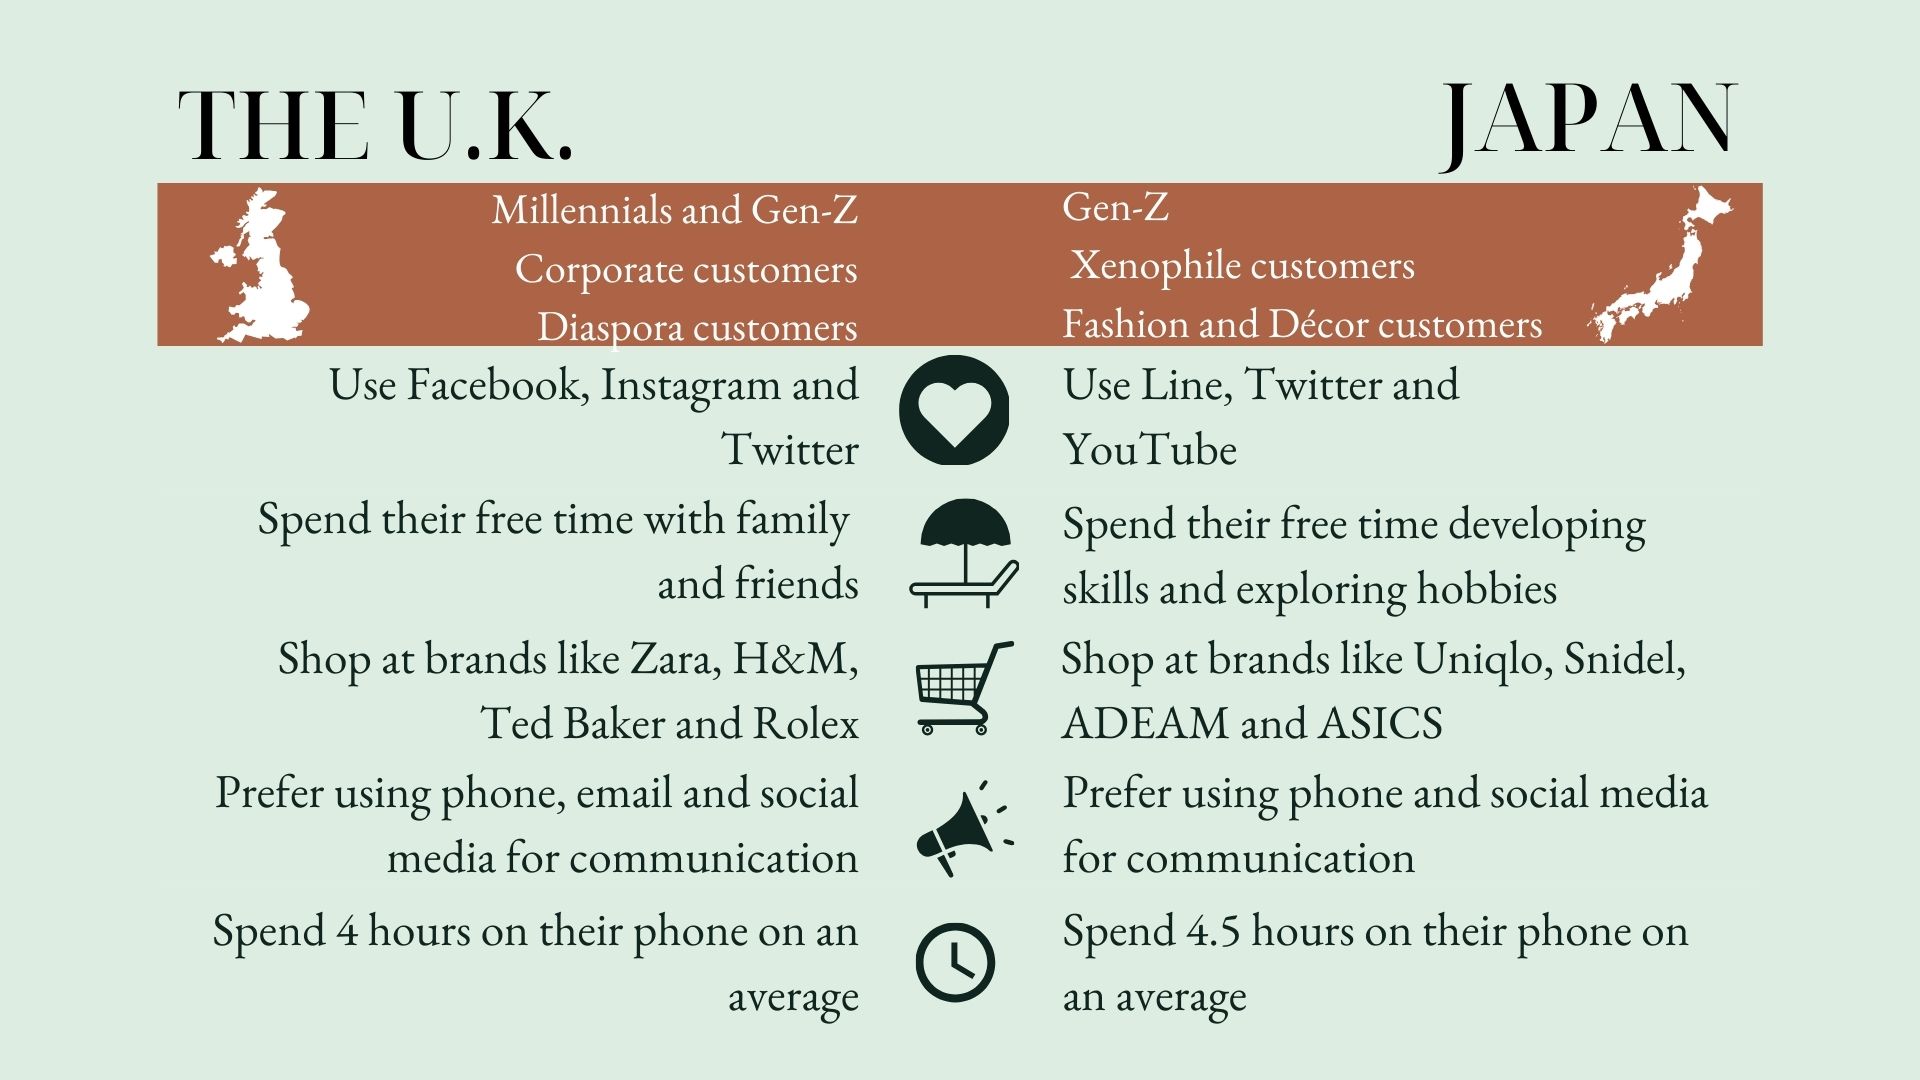 THE U.K.
JAPAN
Millennials and Gen-Z
Corporate customers
Diaspora customers
Gen-Z
Xenophile customers
Fashion and Décor customers
Use Facebook, Instagram and
Twitter
Use Line, Twitter and
YouTube
Spend their free time with family
and friends
Spend their free time developing
skills and exploring hobbies
Shop at brands like Zara, H&M,
Ted Baker and Rolex
Shop at brands like Uniqlo, Snidel,
ADEAM and ASICS
Prefer using phone, email and social
media for communication
Prefer using phone and social media
for communication
Spend 4 hours on their phone on an
average
Spend 4.5 hours on their phone on
an average